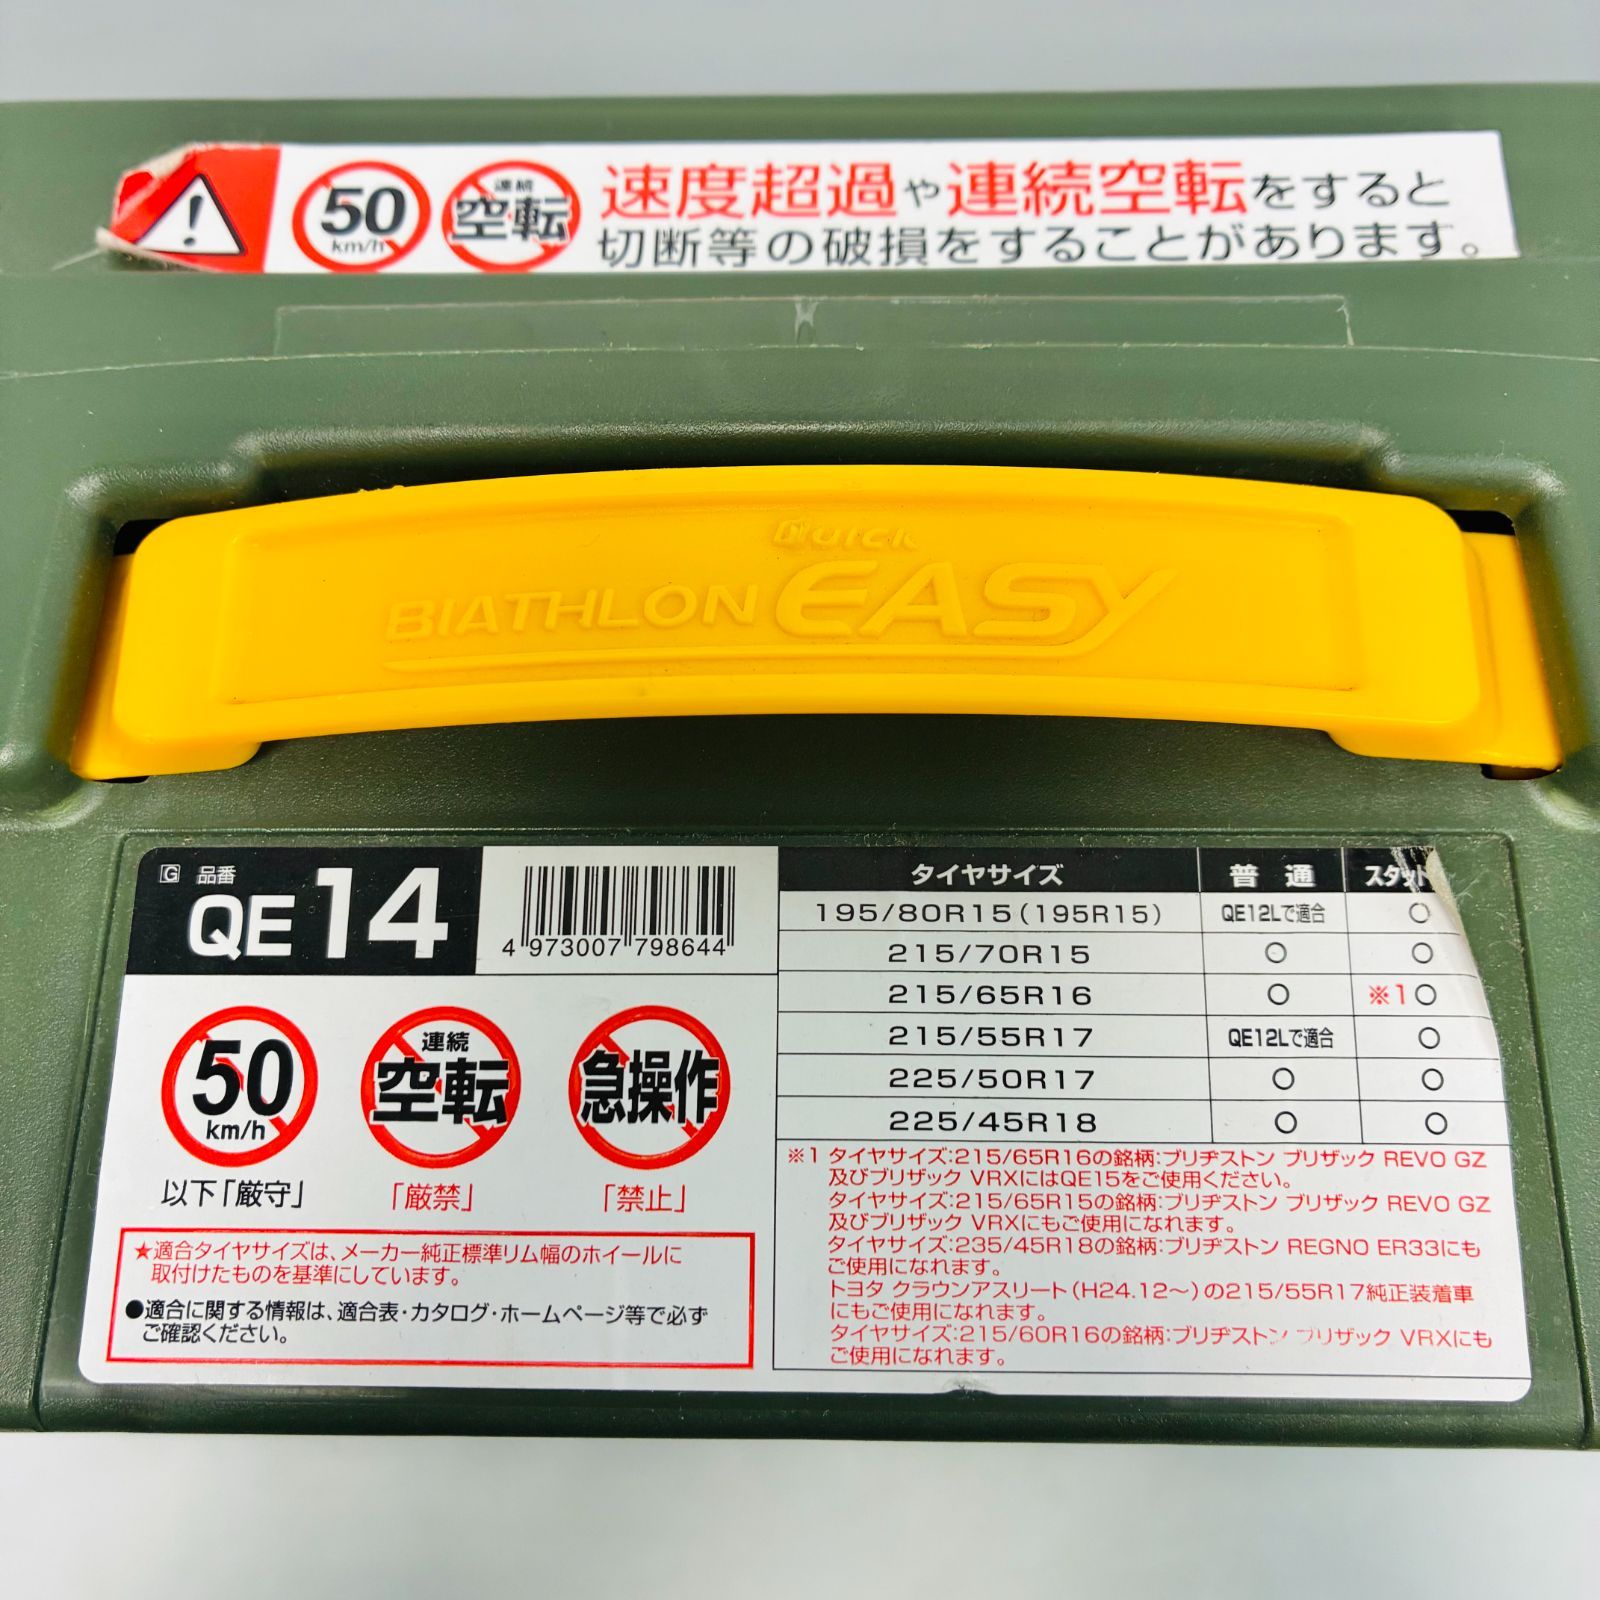 50 連続 速度超過や連続空転をすると
km/h 空転 切断等の破損をすることがあります。
Quick
BIATHLON EASY
G 品番
QE14
4 973007 798644
50
km/h
以下「厳守」
連続
空転
「厳禁」
急操作
「禁止」
★適合タイヤサイズは、メーカー純正標準リム幅のホイールに
取付けたものを基準にしています。
●適合に関する情報は、適合表・カタログ・ホームページ等で必ず
ご確認ください。
タイヤサイズ 普通 スタッド
195/80R15(195R15) QE12Lで適合 ○
215/70R15 ○ ○
215/65R16 ○ ※1○
215/55R17 QE12Lで適合 ○
225/50R17 ○ ○
225/45R18 ○ ○
※1 タイヤサイズ:215/65R16の銘柄:ブリヂストン ブリザック REVO GZ
及びブリザック VRXにはQE15をご使用ください。
タイヤサイズ:215/65R15の銘柄:ブリヂストン ブリザック REVO GZ
及びブリザック VRXにもご使用になれます。
タイヤサイズ:235/45R18の銘柄:ブリヂストン REGNO ER33にも
ご使用になれます。
トヨタ クラウンアスリート(H24.12〜)の215/55R17純正装着車
にもご使用になれます。
タイヤサイズ:215/60R16の銘柄:ブリヂストン ブリザック VRXにも
ご使用になれます。